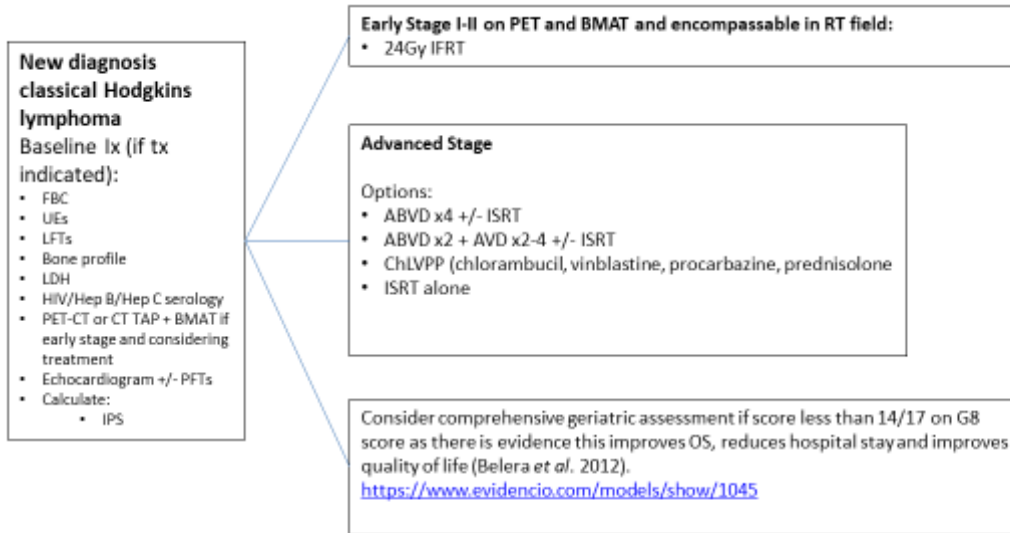 New diagnosis
classical Hodgkins
lymphoma
Baseline Ix (if tx
indicated):
• FBC
• UEs
• LFTs
• Bone profile
• LDH
• HIV/Hep B/Hep C serology
• PET-CT or CT TAP + BMAT if
early stage and considering
treatment
• Echocardiogram +/- PFTs
• Calculate:
• IPS
Early Stage I-II on PET and BMAT and encompassable in RT field:
• 24Gy IFRT
Advanced Stage
Options:
• ABVD x4 +/- ISRT
• ABVD x2 + AVD x2-4 +/- ISRT
• ChLVPP (chlorambucil, vinblastine, procarbazine, prednisolone
• ISRT alone
Consider comprehensive geriatric assessment if score less than 14/17 on G8
score as there is evidence this improves OS, reduces hospital stay and improves
quality of life (Belera et al. 2012).
https://www.evidencio.com/models/show/1045